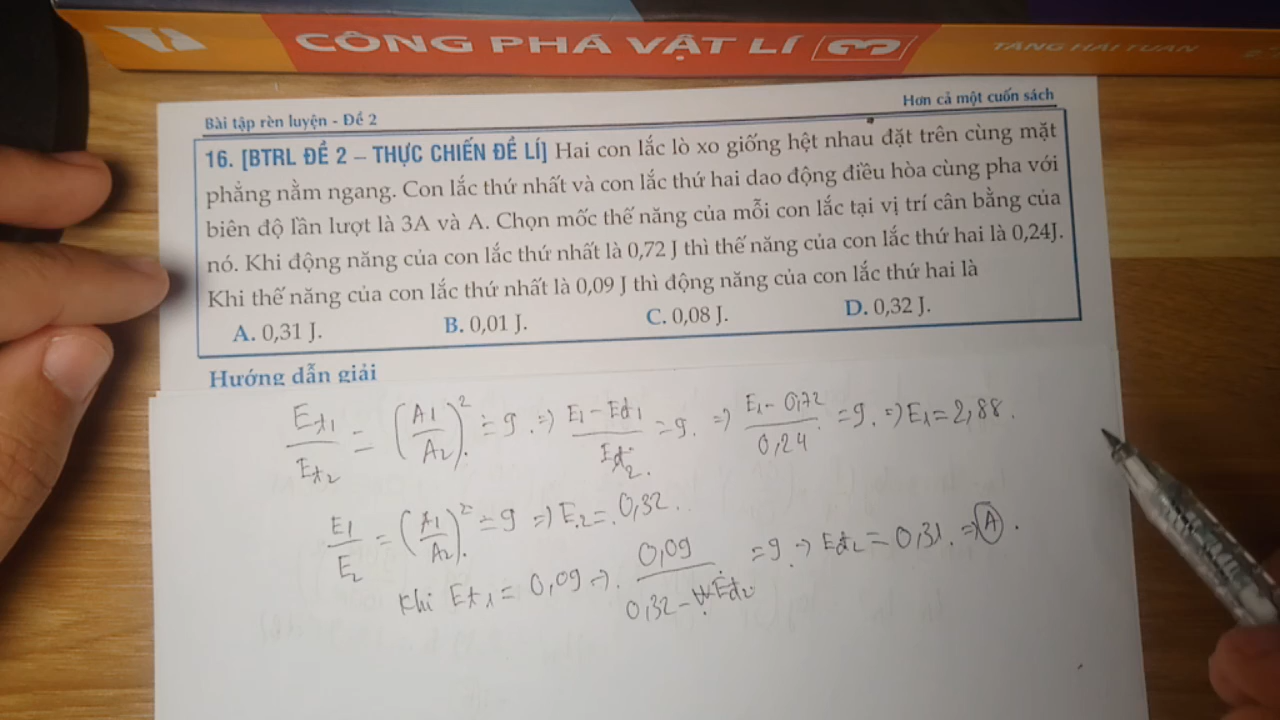 CÔNG PHÁ VẬT LÍ 3 TĂNG HẢI TUÂN
Bài tập rèn luyện - Đề 2
Hơn cả một cuốn sách
16. [BTRL ĐỀ 2 – THỰC CHIẾN ĐỀ LÍ] Hai con lắc lò xo giống hệt nhau đặt trên cùng mặt
phẳng nằm ngang. Con lắc thứ nhất và con lắc thứ hai dao động điều hòa cùng pha với
biên độ lần lượt là 3A và A. Chọn mốc thế năng của mỗi con lắc tại vị trí cân bằng của
nó. Khi động năng của con lắc thứ nhất là 0,72 J thì thế năng của con lắc thứ hai là 0,24J.
Khi thế năng của con lắc thứ nhất là 0,09 J thì động năng của con lắc thứ hai là
A. 0,31 J. B. 0,01 J. C. 0,08 J. D. 0,32 J.
Hướng dẫn giải
Et1/Et2 = (A1/A2)² = 9 ⇒ E1 - Eđ1/Et2 = 9 ⇒ E1 - 0,72/0,24 = 9 ⇒ E1 = 2,88.
E1/E2 = (A1/A2)² = 9 ⇒ E2 = 0,32.
Khi Et1 = 0,09 ⇒ 0,09/0,32 - Eđ2 = 9 ⇒ Eđ2 = 0,31 ⇒ A.